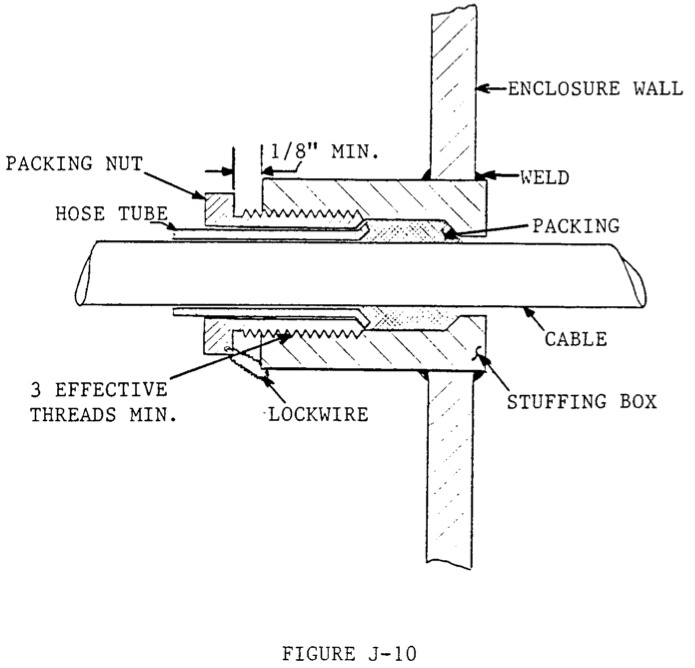 ENCLOSURE WALL
1/8" MIN.
PACKING NUT
WELD
HOSE TUBE
PACKING
CABLE
3 EFFECTIVE
THREADS MIN.
LOCKWIRE
STUFFING BOX
FIGURE J-10